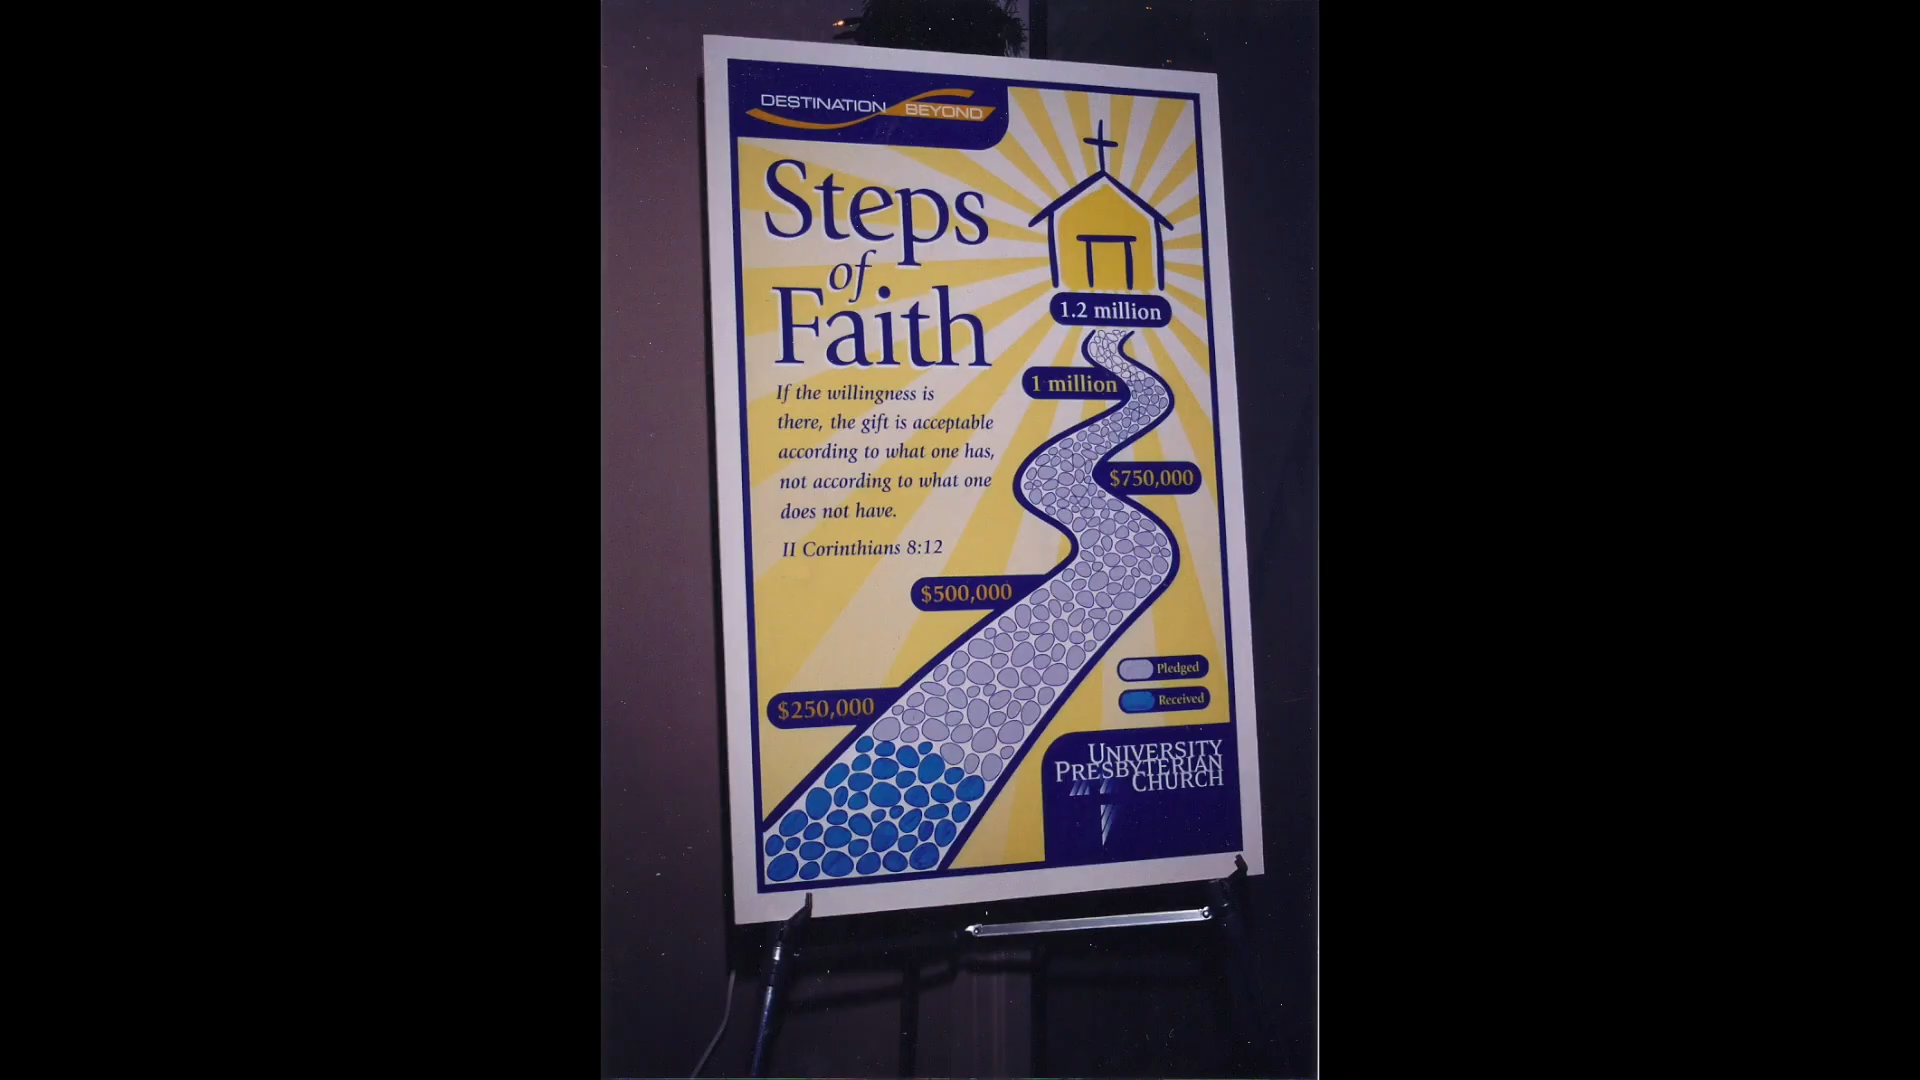 DESTINATION BEYOND
Steps
of
Faith
If the willingness is
there, the gift is acceptable
according to what one has,
not according to what one
does not have.
II Corinthians 8:12
1.2 million
1 million
$750,000
$500,000
$250,000
Pledged
Received
UNIVERSITY
PRESBYTERIAN
CHURCH